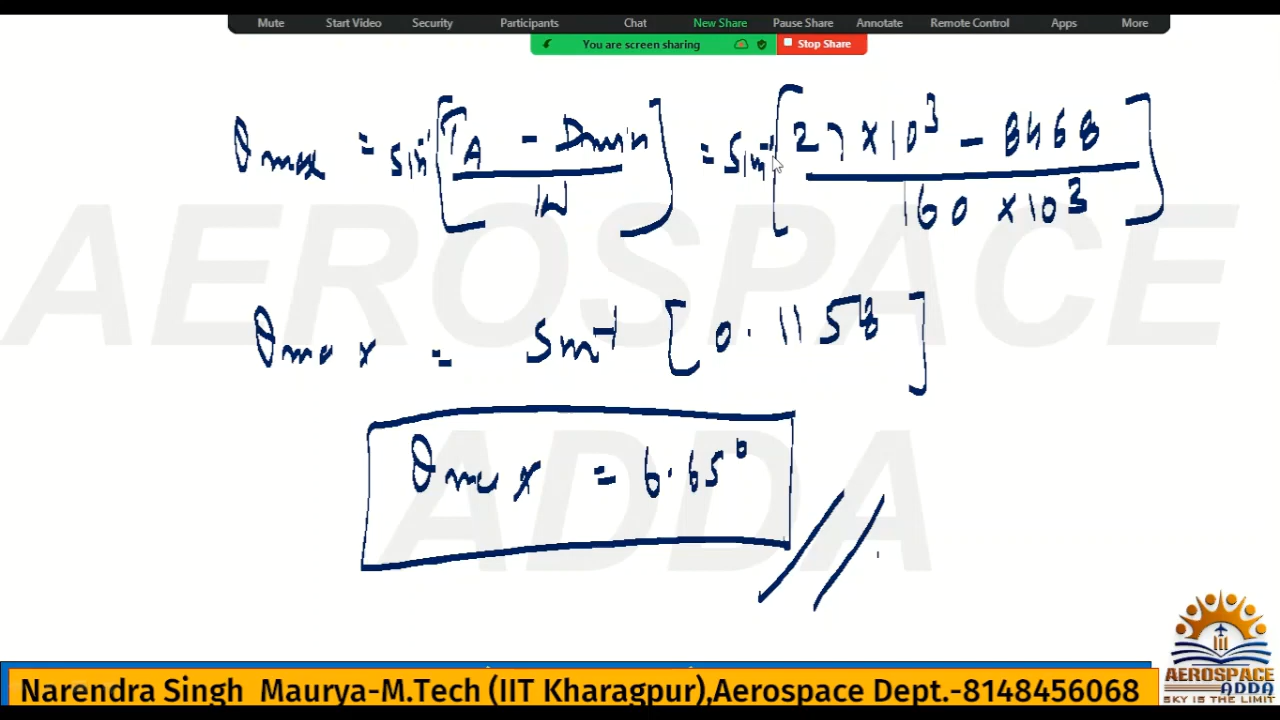 Mute Start Video Security Participants Chat New Share Pause Share Annotate Remote Control Apps More
You are screen sharing Stop Share
θmax = sin⁻¹[TA - Dmin / W] = sin⁻¹[27 × 10³ - 8468 / 160 × 10³]
θmax = sin⁻¹ [0.1158]
θmax = 6.65°
AEROSPACE
ADDA
AEROSPACE
ADDA
SKY IS THE LIMIT
Narendra Singh Maurya-M.Tech (IIT Kharagpur),Aerospace Dept.-8148456068